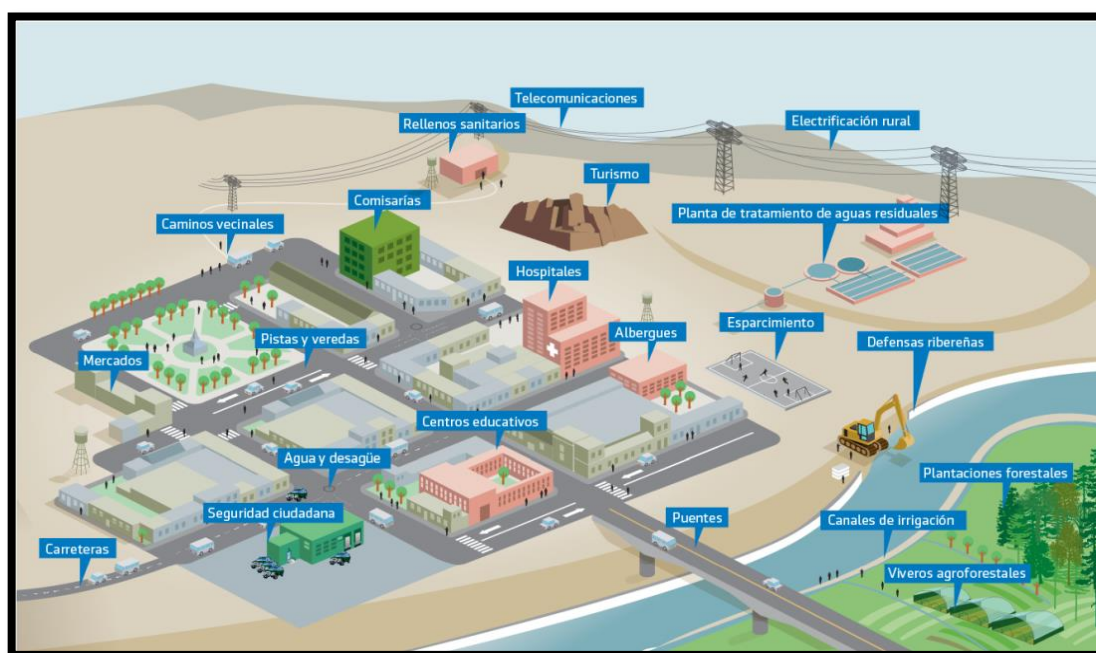 Telecomunicaciones
Electrificación rural
Rellenos sanitarios
Turismo
Comisarías
Planta de tratamiento de aguas residuales
Caminos vecinales
Hospitales
Esparcimiento
Albergues
Pistas y veredas
Defensas ribereñas
Mercados
Centros educativos
Agua y desagüe
Plantaciones forestales
Seguridad ciudadana
Puentes
Canales de irrigación
Carreteras
Viveros agroforestales